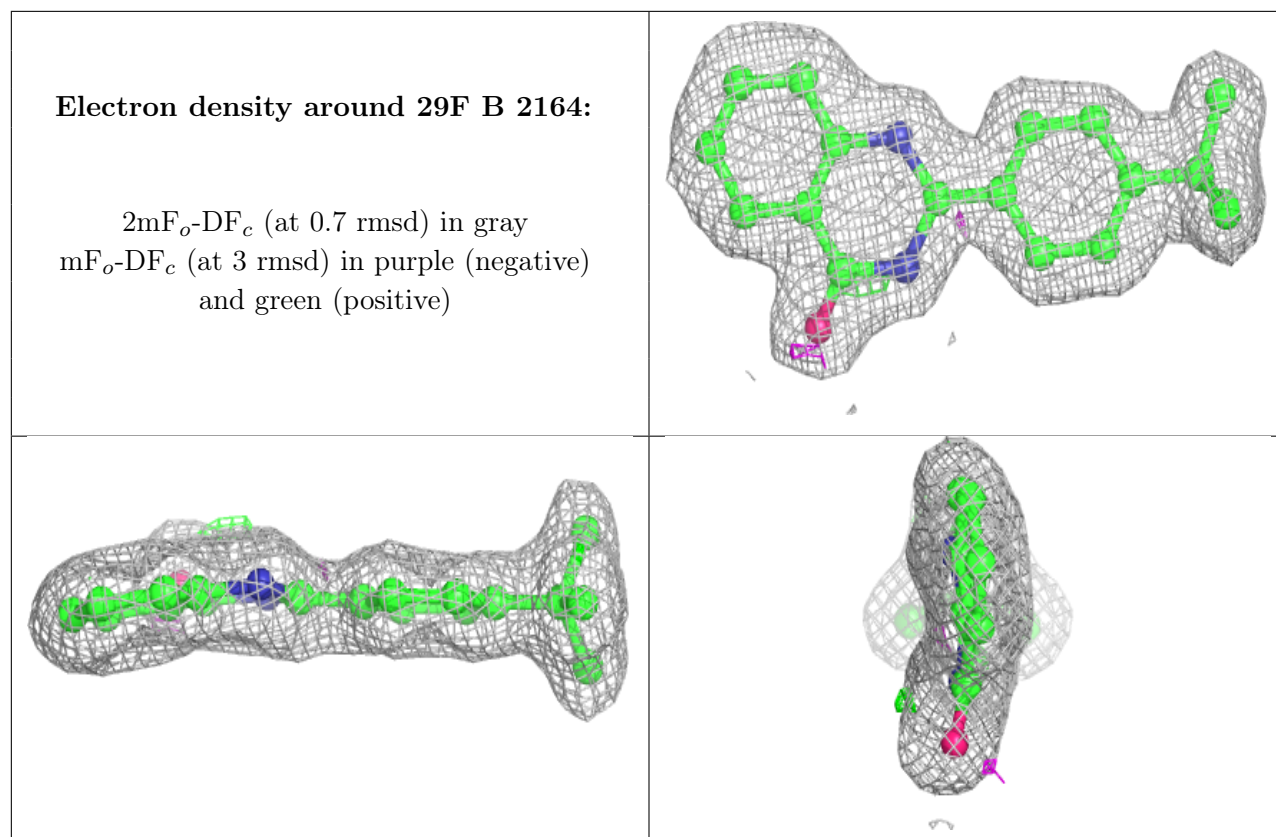 Electron density around 29F B 2164:
2mFo-DFc (at 0.7 rmsd) in gray
mFo-DFc (at 3 rmsd) in purple (negative)
and green (positive)